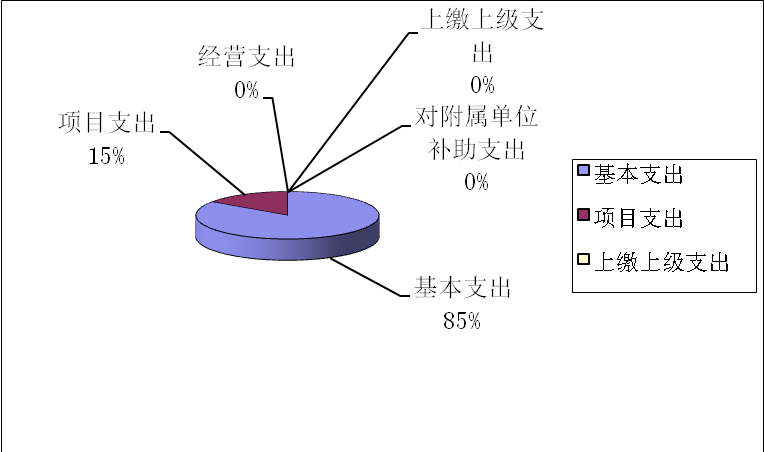 上缴上级支
出
0%
经营支出
0%
项目支出
15%
对附属单位
补助支出
0%
基本支出
85%
基本支出
项目支出
上缴上级支出